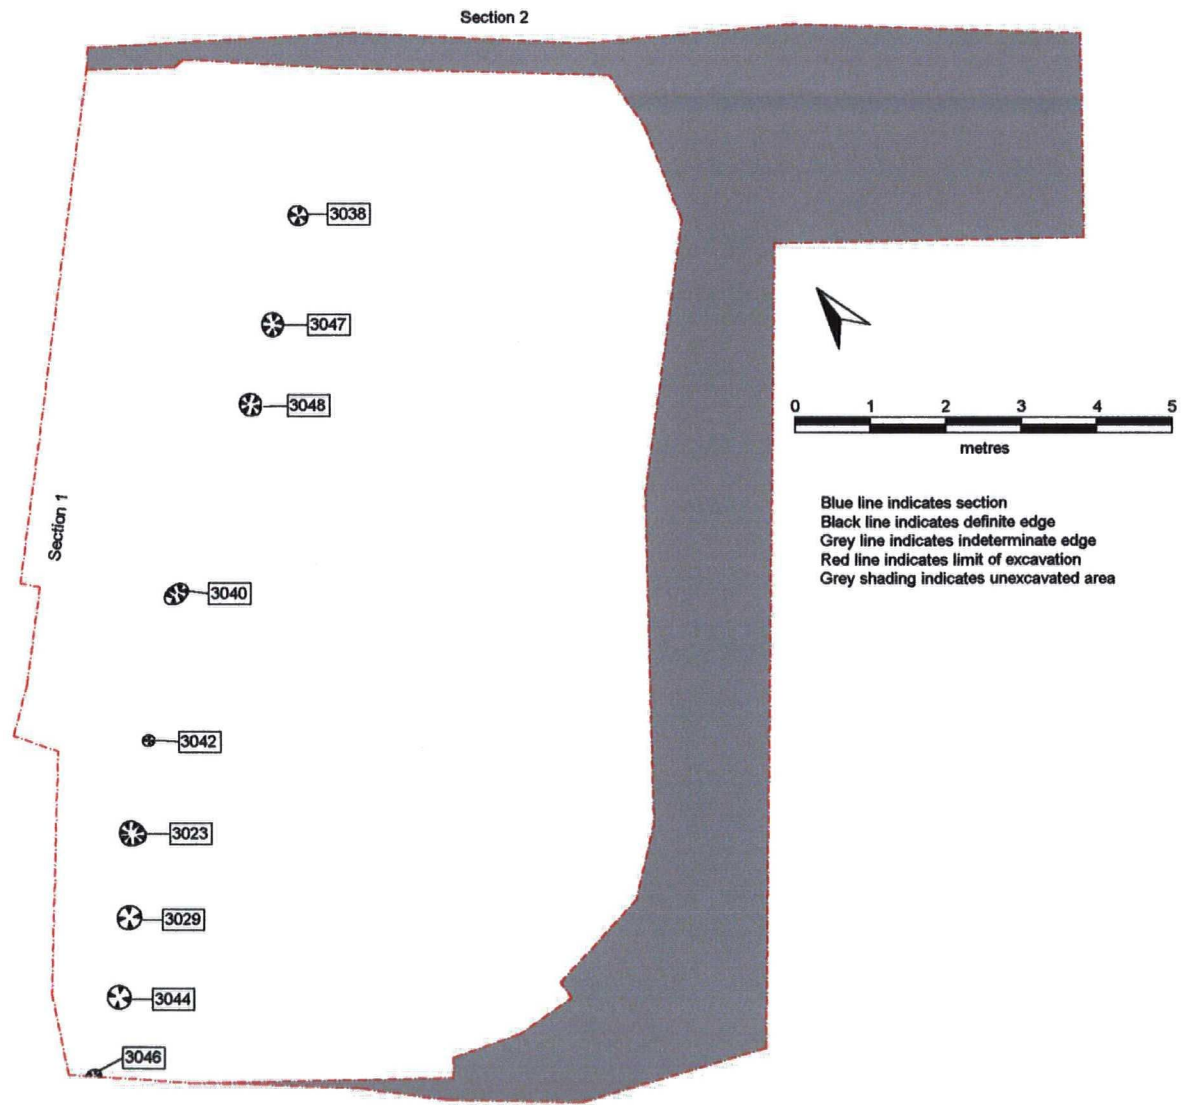 Section 2
3038
3047
3048
0 1 2 3 4 5
metres
Section 1
Blue line indicates section
Black line indicates definite edge
Grey line indicates indeterminate edge
Red line indicates limit of excavation
Grey shading indicates unexcavated area
3040
3042
3023
3029
3044
3046